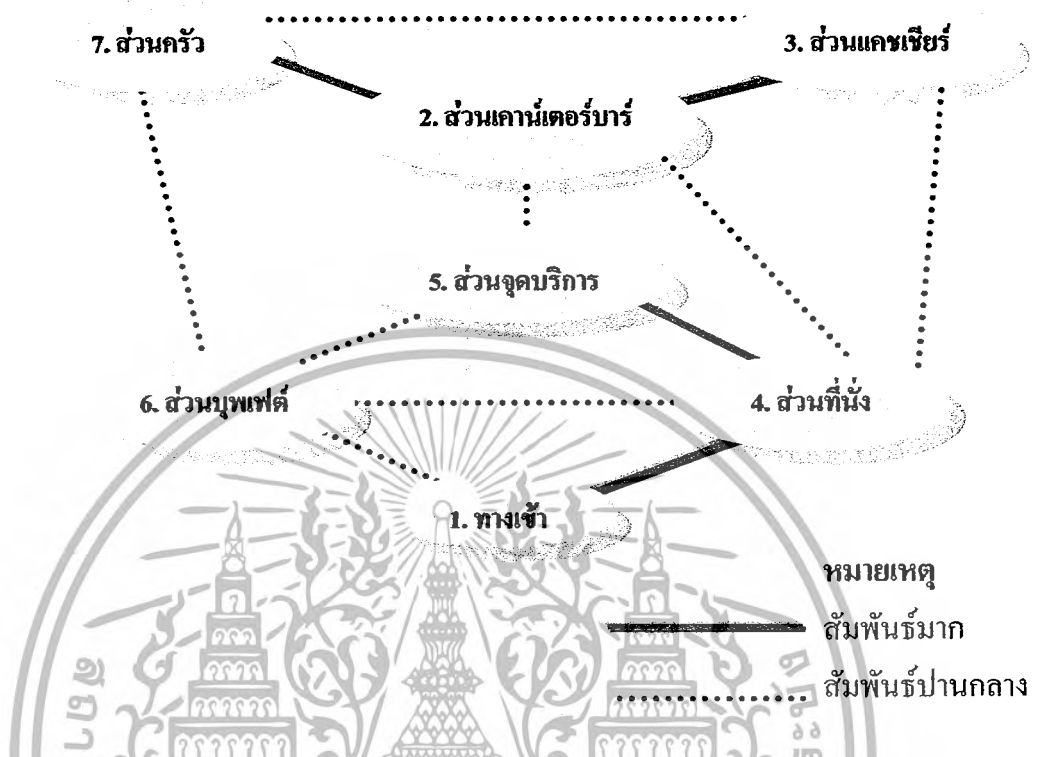 7. ส่วนครัว
3. ส่วนแคชเชียร์
2. ส่วนเคาน์เตอร์บาร์
5. ส่วนจุดบริการ
6. ส่วนบุพเฟต์
4. ส่วนที่นั่ง
1. ทางเข้า
หมายเหตุ
สัมพันธ์มาก
สัมพันธ์ปานกลาง